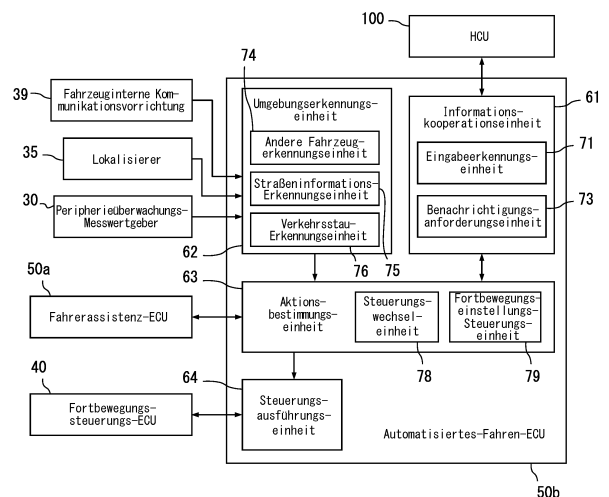 100
HCU
74
39
Fahrzeuginterne Kom-
munikationsvorrichtung
Umgebungserkennungs-
einheit
Andere Fahrzeug-
erkennungseinheit
61
Informations-
kooperationseinheit
71
Eingabeerkennungs-
einheit
35
Lokalisierer
Straßeninformations-
Erkennungseinheit
30
Peripherieüberwachungs-
Messwertgeber
73
Benachrichtigungs-
anforderungseinheit
Verkehrsstau-
Erkennungseinheit
62
76
75
50a
63
Fahrerassistenz-ECU
Aktions-
bestimmungs-
einheit
Steuerungs-
wechsel-
einheit
Fortbewegungs-
einstellungs-
Steuerungs-
einheit
78
79
40
64
Fortbewegungs-
steuerungs-ECU
Steuerungs-
ausführungs-
einheit
Automatisiertes-Fahren-ECU
50b